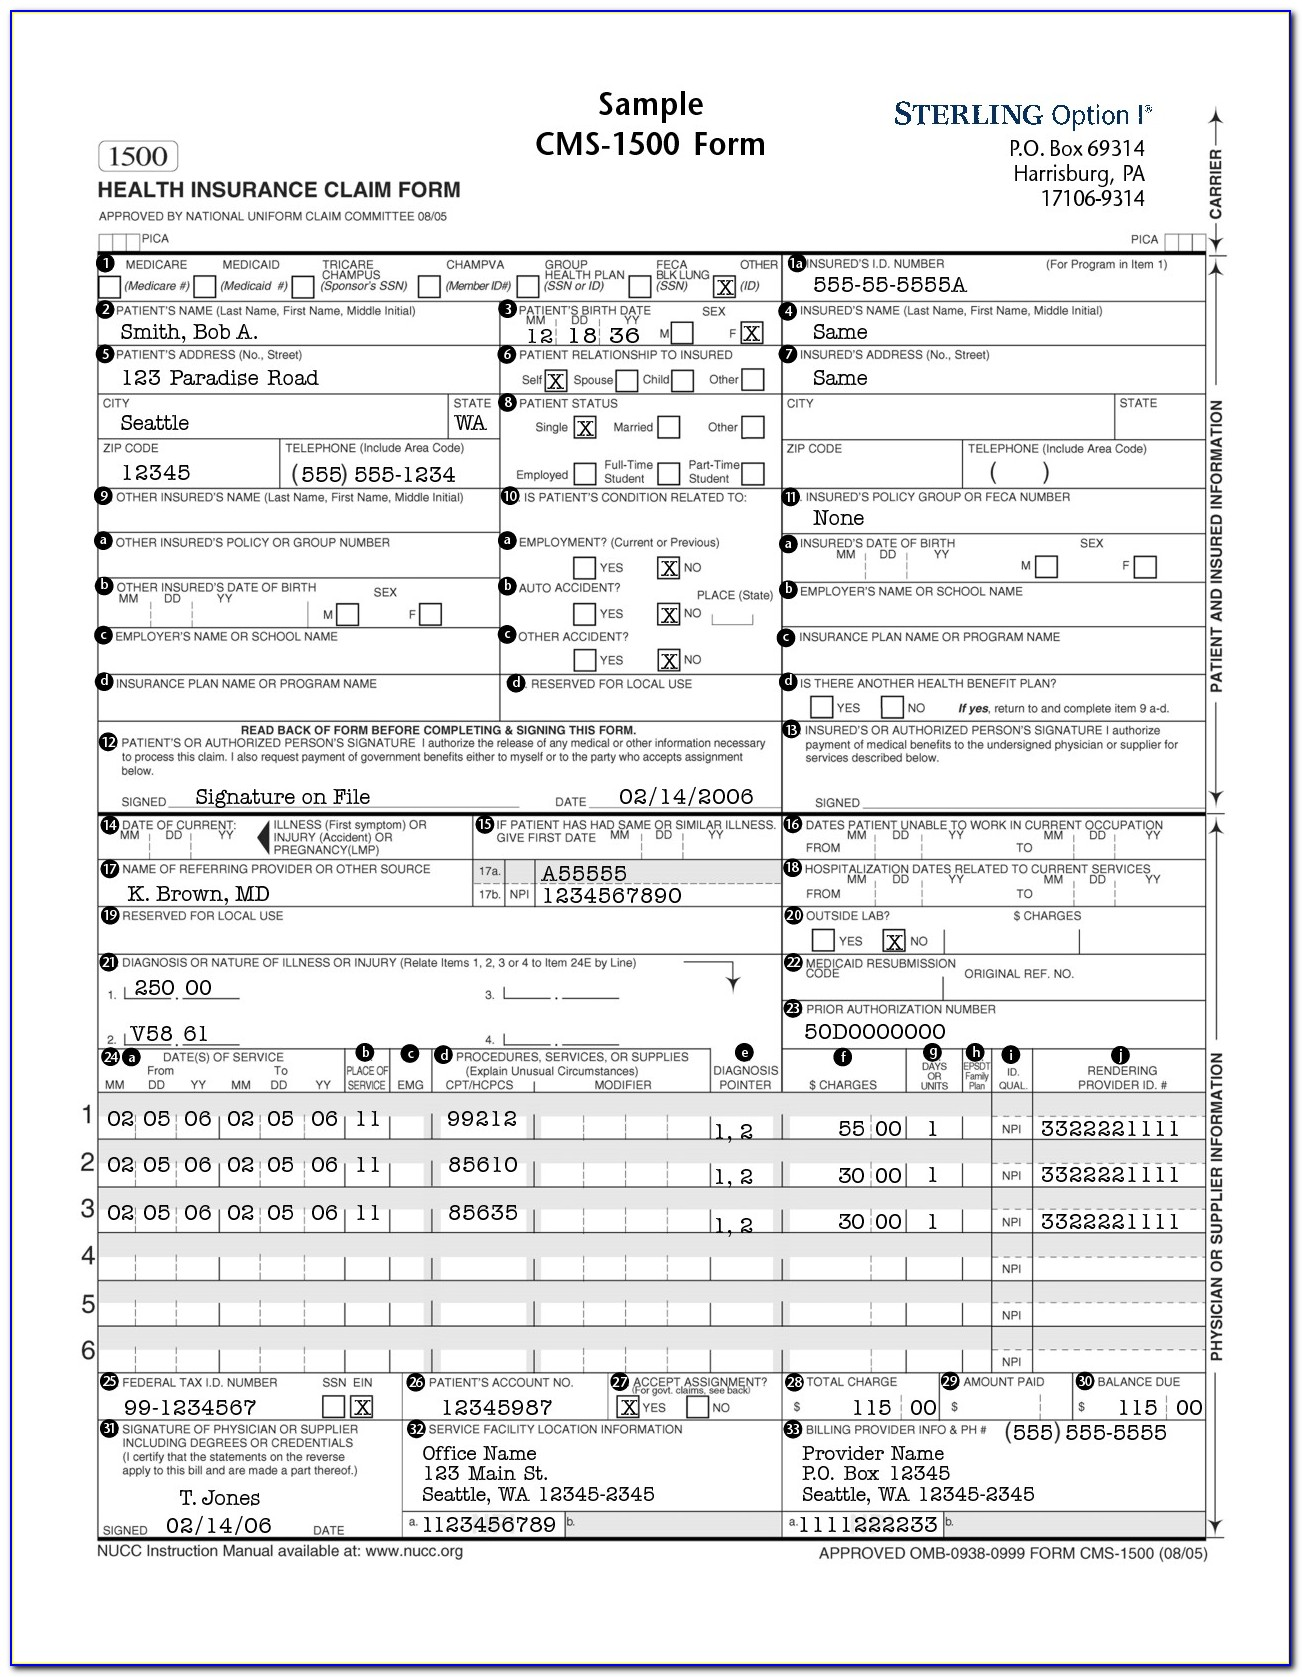 Sample
CMS-1500 Form
STERLING Option I®
P.O. Box 69314
Harrisburg, PA
17106-9314
1500
HEALTH INSURANCE CLAIM FORM
APPROVED BY NATIONAL UNIFORM CLAIM COMMITTEE 08/05
PICA
PICA
CARRIER
1 MEDICARE MEDICAID TRICARE CHAMPUS CHAMPVA GROUP HEALTH PLAN FECA BLK LUNG OTHER
(Medicare #) (Medicaid #) (Sponsor's SSN) (Member ID#) (SSN or ID) (SSN) X (ID)
1a INSURED'S I.D. NUMBER (For Program in Item 1)
555-55-5555A
2 PATIENT'S NAME (Last Name, First Name, Middle Initial)
Smith, Bob A.
3 PATIENT'S BIRTH DATE SEX
MM DD YY
12 18 36 M F X
4 INSURED'S NAME (Last Name, First Name, Middle Initial)
Same
5 PATIENT'S ADDRESS (No., Street)
123 Paradise Road
6 PATIENT RELATIONSHIP TO INSURED
Self X Spouse Child Other
7 INSURED'S ADDRESS (No., Street)
Same
CITY STATE
Seattle WA
8 PATIENT STATUS
Single X Married Other
CITY STATE
ZIP CODE TELEPHONE (Include Area Code)
12345 (555) 555-1234
Employed Full-Time Student Part-Time Student
ZIP CODE TELEPHONE (Include Area Code)
( )
9 OTHER INSURED'S NAME (Last Name, First Name, Middle Initial)
10 IS PATIENT'S CONDITION RELATED TO:
11 INSURED'S POLICY GROUP OR FECA NUMBER
None
a OTHER INSURED'S POLICY OR GROUP NUMBER
a EMPLOYMENT? (Current or Previous)
YES X NO
a INSURED'S DATE OF BIRTH SEX
MM DD YY M F
b OTHER INSURED'S DATE OF BIRTH SEX
MM DD YY M F
b AUTO ACCIDENT? PLACE (State)
YES X NO
b EMPLOYER'S NAME OR SCHOOL NAME
c EMPLOYER'S NAME OR SCHOOL NAME
c OTHER ACCIDENT?
YES X NO
c INSURANCE PLAN NAME OR PROGRAM NAME
d INSURANCE PLAN NAME OR PROGRAM NAME
d. RESERVED FOR LOCAL USE
d IS THERE ANOTHER HEALTH BENEFIT PLAN?
YES NO If yes, return to and complete item 9 a-d.
PATIENT AND INSURED INFORMATION
READ BACK OF FORM BEFORE COMPLETING & SIGNING THIS FORM.
12 PATIENT'S OR AUTHORIZED PERSON'S SIGNATURE I authorize the release of any medical or other information necessary
to process this claim. I also request payment of government benefits either to myself or to the party who accepts assignment
below.
SIGNED Signature on File DATE 02/14/2006
13 INSURED'S OR AUTHORIZED PERSON'S SIGNATURE I authorize
payment of medical benefits to the undersigned physician or supplier for
services described below.
SIGNED
14 DATE OF CURRENT:
MM DD YY
ILLNESS (First symptom) OR
INJURY (Accident) OR
PREGNANCY(LMP)
15 IF PATIENT HAS HAD SAME OR SIMILAR ILLNESS.
GIVE FIRST DATE MM DD YY
16 DATES PATIENT UNABLE TO WORK IN CURRENT OCCUPATION
MM DD YY MM DD YY
FROM TO
17 NAME OF REFERRING PROVIDER OR OTHER SOURCE
K. Brown, MD
17a. A55555
17b. NPI 1234567890
18 HOSPITALIZATION DATES RELATED TO CURRENT SERVICES
MM DD YY MM DD YY
FROM TO
19 RESERVED FOR LOCAL USE
20 OUTSIDE LAB? $ CHARGES
YES X NO
21 DIAGNOSIS OR NATURE OF ILLNESS OR INJURY (Relate Items 1, 2, 3 or 4 to Item 24E by Line)
1. 250.00 3. .
2. V58.61 4. .
22 MEDICAID RESUBMISSION
CODE ORIGINAL REF. NO.
23 PRIOR AUTHORIZATION NUMBER
50D0000000
24 a DATE(S) OF SERVICE b c d PROCEDURES, SERVICES, OR SUPPLIES e f g h i j
From To PLACE OF SERVICE EMG (Explain Unusual Circumstances) DIAGNOSIS POINTER $ CHARGES DAYS OR UNITS EPSDT Family Plan ID. QUAL. RENDERING PROVIDER ID. #
MM DD YY MM DD YY CPT/HCPCS MODIFIER
1 02 05 06 02 05 06 11 99212 1, 2 55 00 1 NPI 3322221111
2 02 05 06 02 05 06 11 85610 1, 2 30 00 1 NPI 3322221111
3 02 05 06 02 05 06 11 85635 1, 2 30 00 1 NPI 3322221111
4 NPI
5 NPI
6 NPI
PHYSICIAN OR SUPPLIER INFORMATION
25 FEDERAL TAX I.D. NUMBER SSN EIN
99-1234567 X
26 PATIENT'S ACCOUNT NO.
12345987
27 ACCEPT ASSIGNMENT?
(For govt. claims, see back)
X YES NO
28 TOTAL CHARGE
$ 115 00
29 AMOUNT PAID
$
30 BALANCE DUE
$ 115 00
31 SIGNATURE OF PHYSICIAN OR SUPPLIER
INCLUDING DEGREES OR CREDENTIALS
(I certify that the statements on the reverse
apply to this bill and are made a part thereof.)
T. Jones
SIGNED 02/14/06 DATE
32 SERVICE FACILITY LOCATION INFORMATION
Office Name
123 Main St.
Seattle, WA 12345-2345
a. 1123456789 b.
33 BILLING PROVIDER INFO & PH # (555) 555-5555
Provider Name
P.O. Box 12345
Seattle, WA 12345-2345
a. 1111222233 b.
NUCC Instruction Manual available at: www.nucc.org
APPROVED OMB-0938-0999 FORM CMS-1500 (08/05)